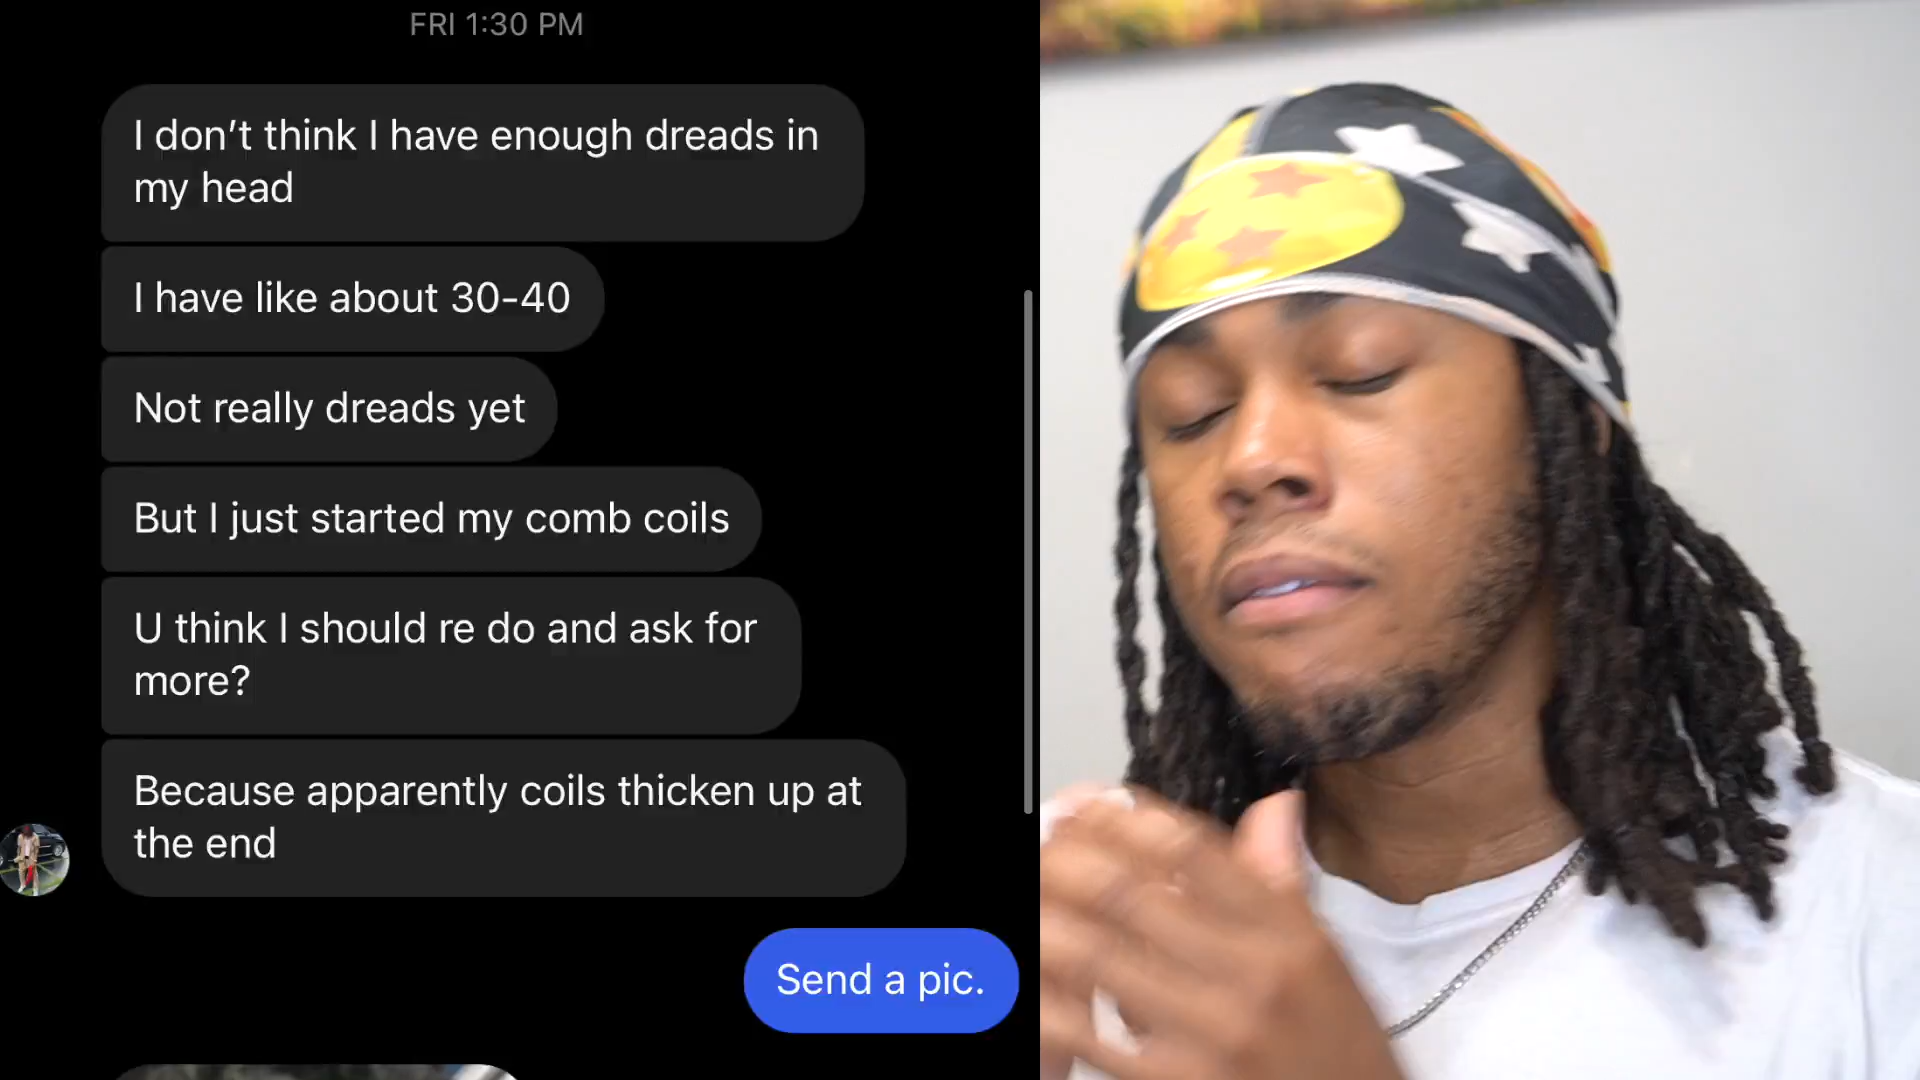 FRI 1:30 PM
I don’t think I have enough dreads in
my head
I have like about 30-40
Not really dreads yet
But I just started my comb coils
U think I should re do and ask for
more?
Because apparently coils thicken up at
the end
Send a pic.